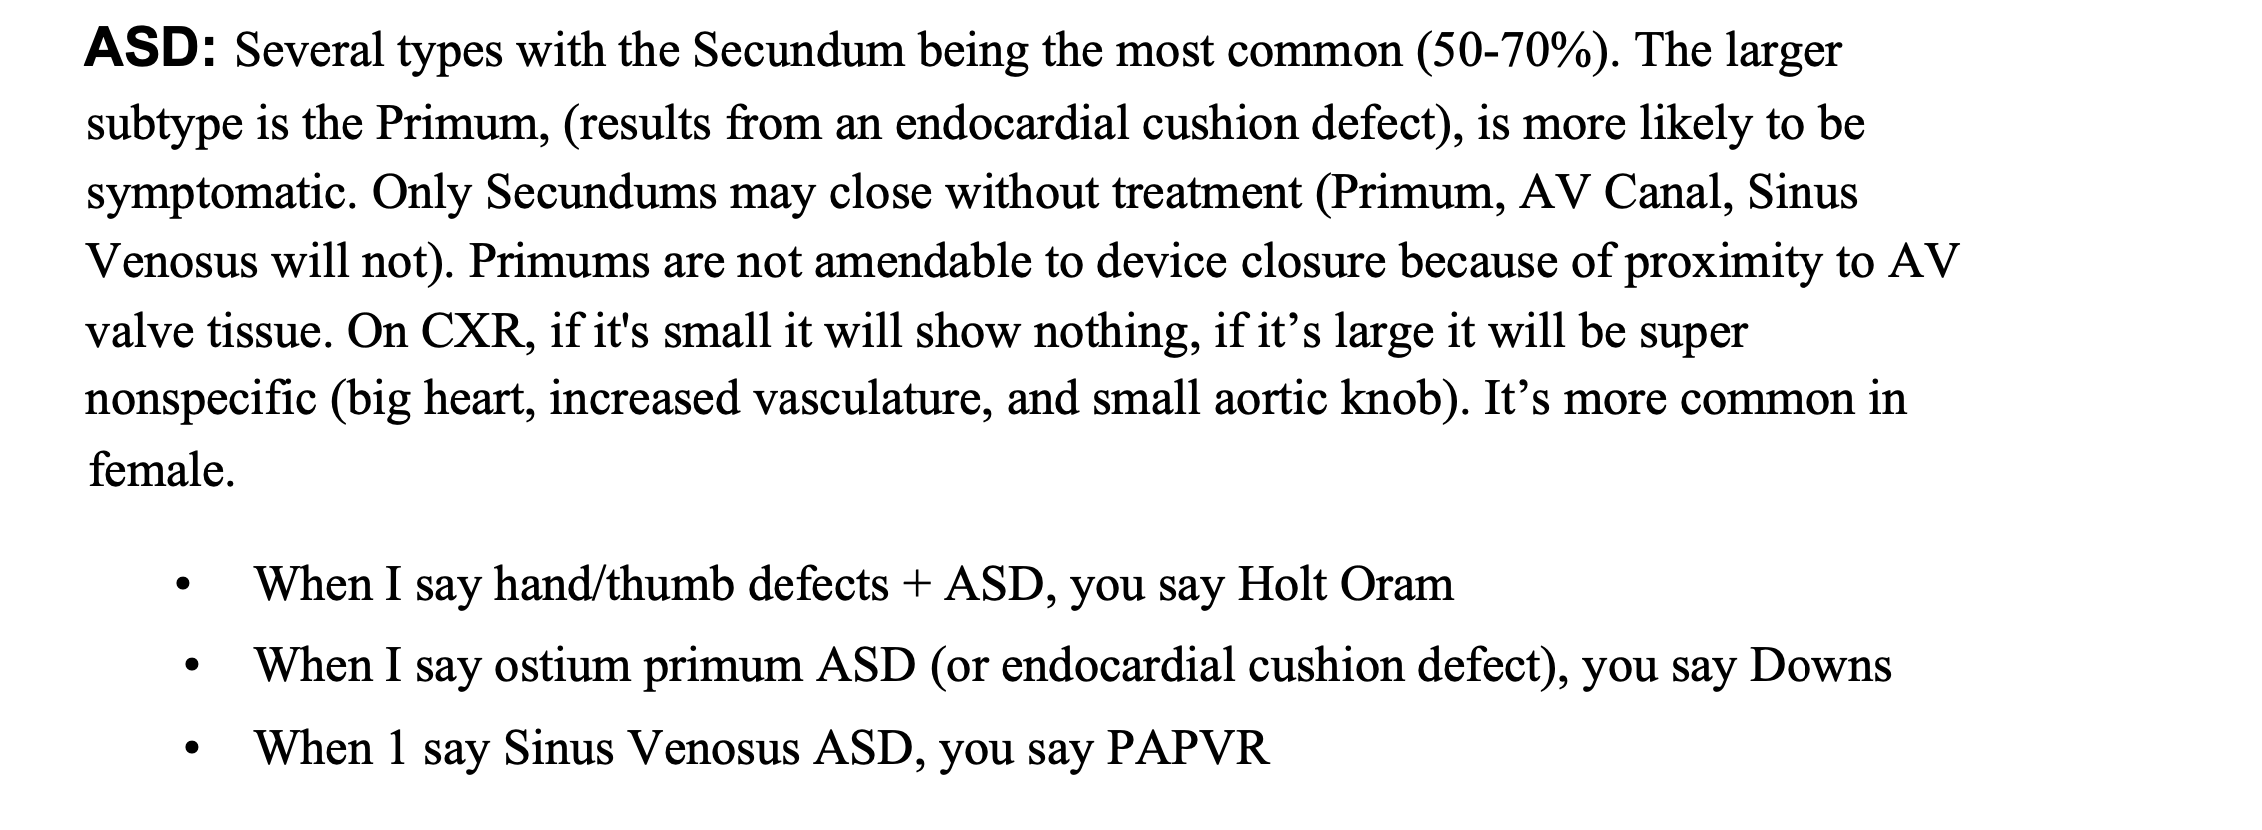 ASD: Several types with the Secundum being the most common (50-70%). The larger
subtype is the Primum, (results from an endocardial cushion defect), is more likely to be
symptomatic. Only Secundums may close without treatment (Primum, AV Canal, Sinus
Venosus will not). Primums are not amendable to device closure because of proximity to AV
valve tissue. On CXR, if it's small it will show nothing, if it’s large it will be super
nonspecific (big heart, increased vasculature, and small aortic knob). It’s more common in
female.
• When I say hand/thumb defects + ASD, you say Holt Oram
• When I say ostium primum ASD (or endocardial cushion defect), you say Downs
• When 1 say Sinus Venosus ASD, you say PAPVR